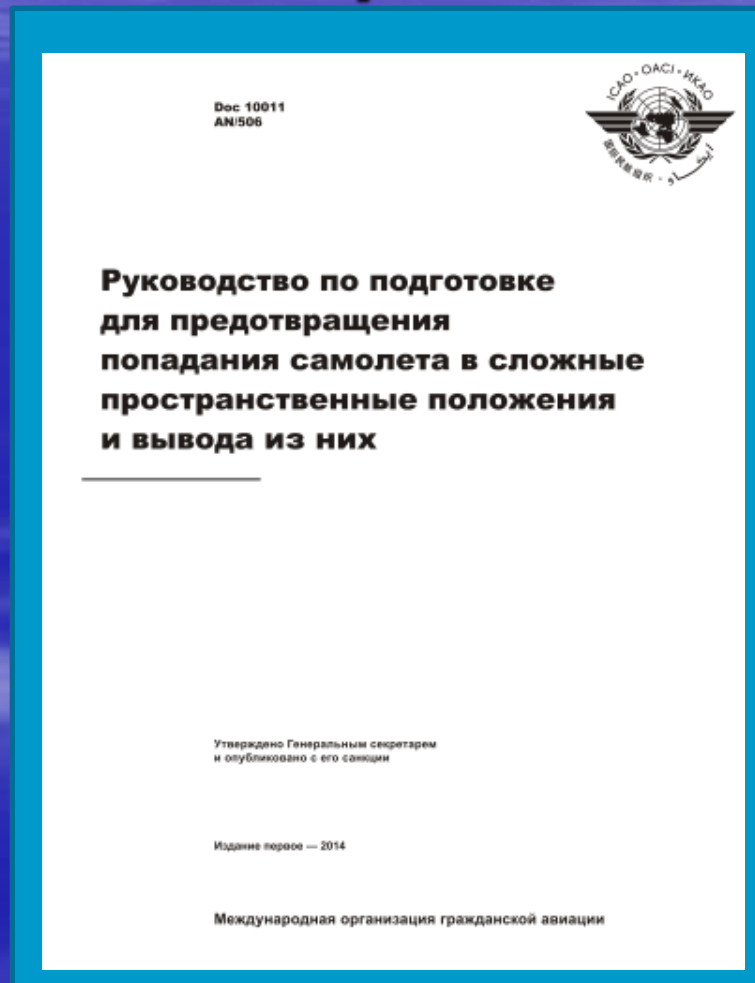 Doc 10011
AN/506
ICAO · OACI · ИКАО
Руководство по подготовке
для предотвращения
попадания самолета в сложные
пространственные положения
и вывода из них
Утверждено Генеральным секретарем
и опубликовано с его санкции
Издание первое — 2014
Международная организация гражданской авиации